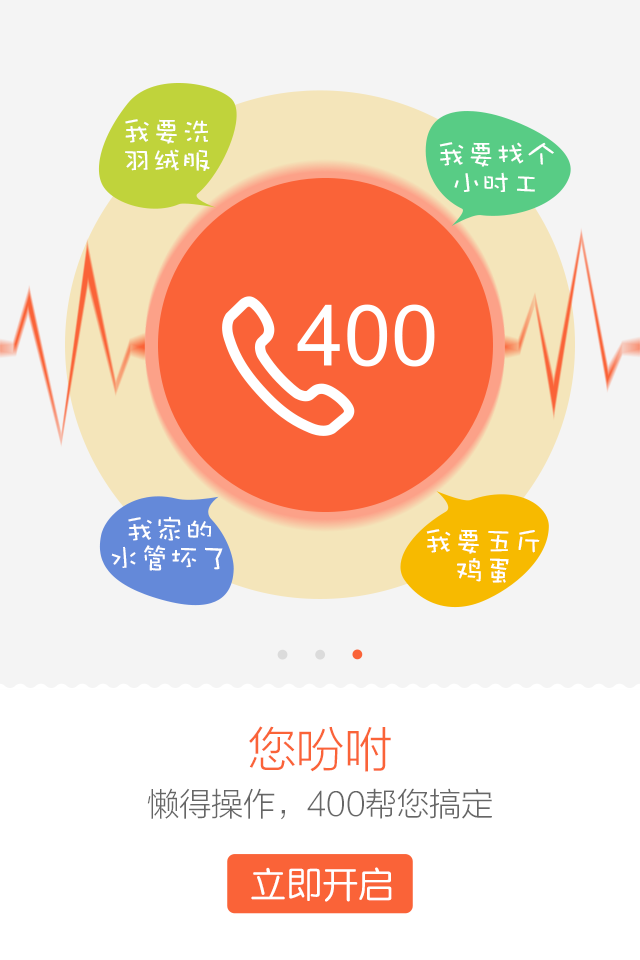 我要洗
羽绒服
我要找个
小时工
400
我家的
水管坏了
我要五斤
鸡蛋
您吩咐
懒得操作，400帮您搞定
立即开启